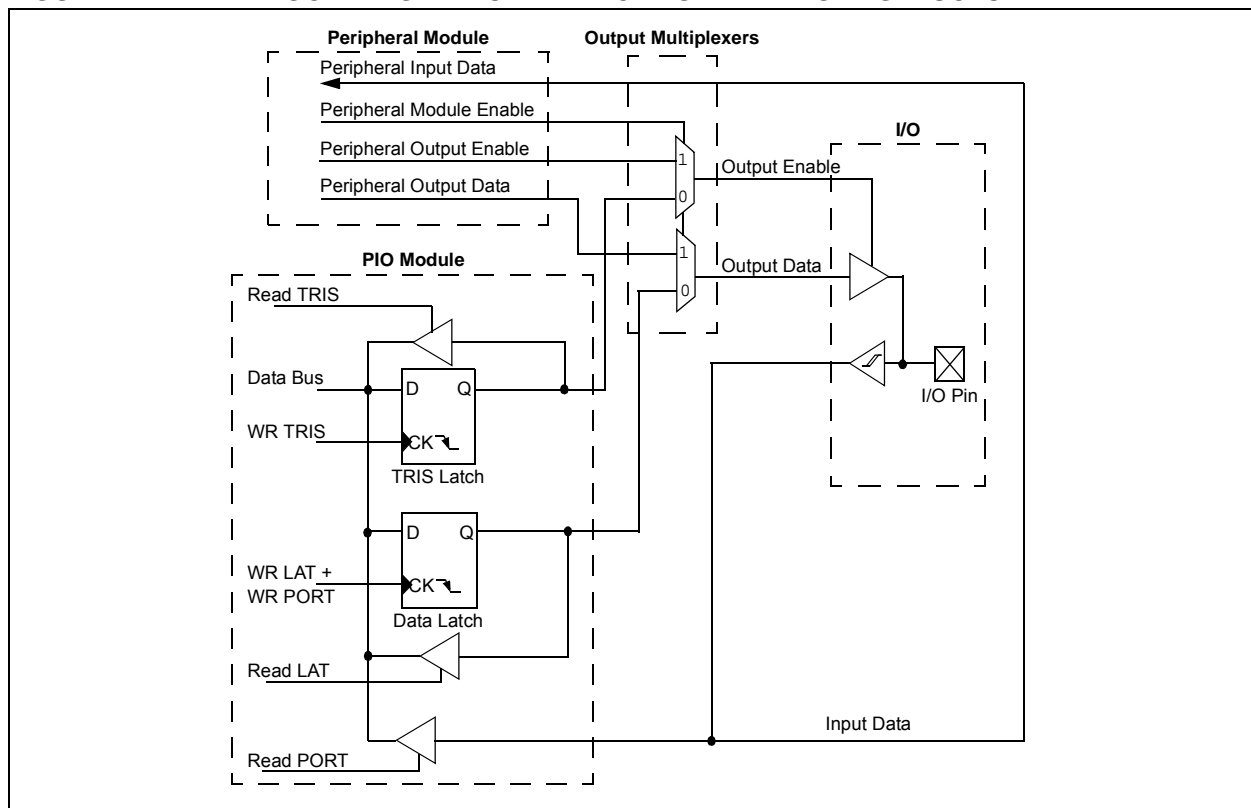 Peripheral Module
Output Multiplexers
Peripheral Input Data
Peripheral Module Enable
I/O
Peripheral Output Enable
1
Output Enable
Peripheral Output Data
0
PIO Module
1
Output Data
Read TRIS
0
Data Bus
D
Q
I/O Pin
WR TRIS
CK
TRIS Latch
D
Q
WR LAT +
WR PORT
CK
Data Latch
Read LAT
Input Data
Read PORT